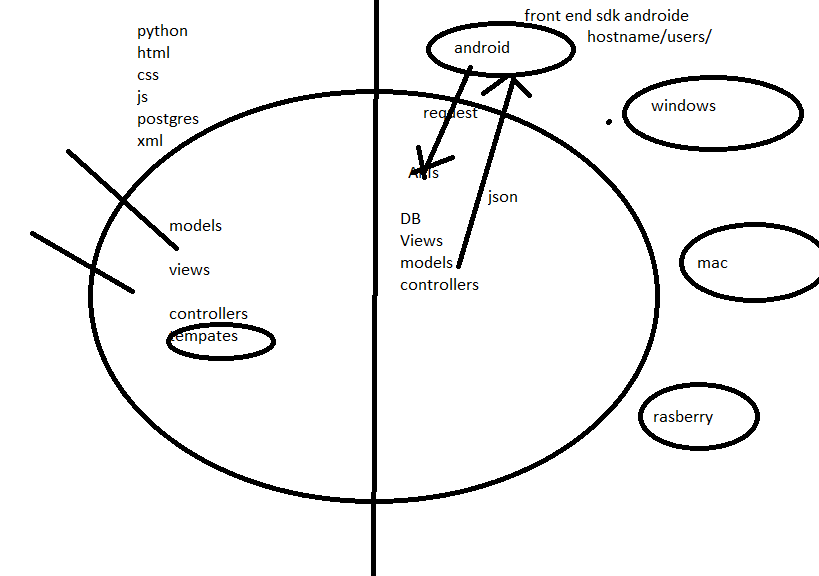 python
html
css
js
postgres
xml
models
views
controllers
tempates
front end sdk androide
hostname/users/
android
request
APIs
json
DB
Views
models
controllers
windows
mac
rasberry